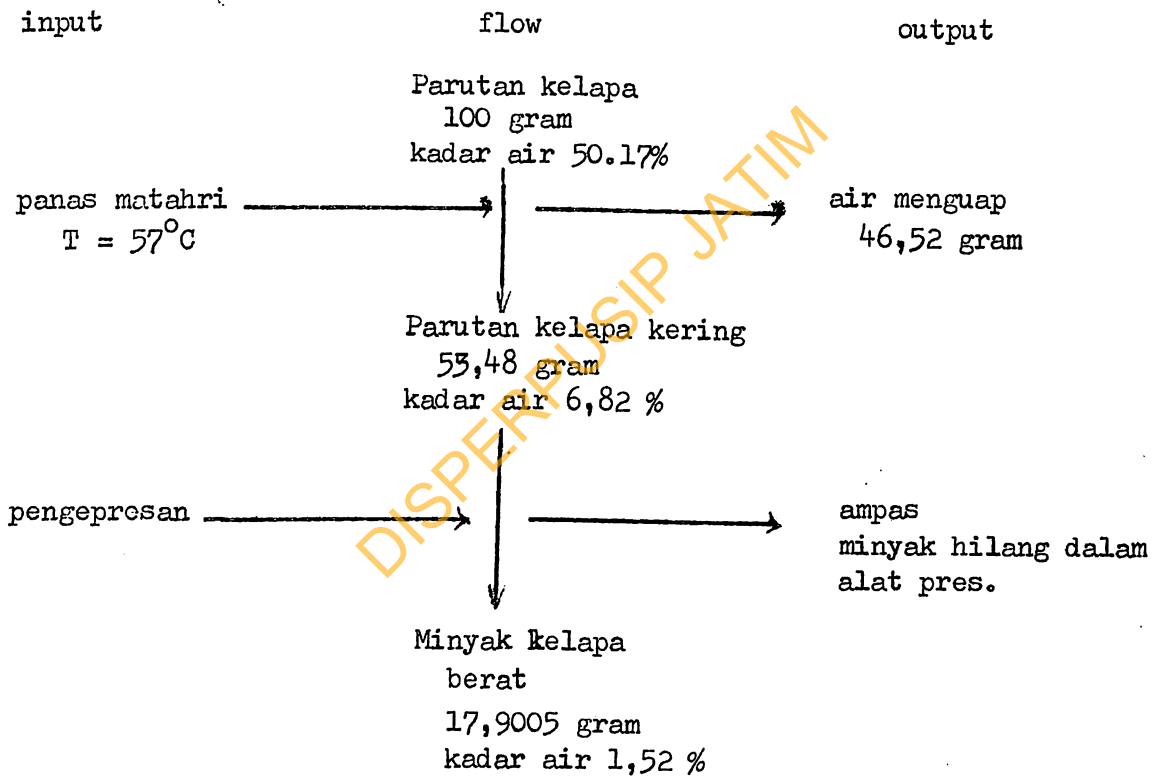 input
flow
output
Parutan kelapa
100 gram
kadar air 50.17%
panas matahri
T = 57°C
air menguap
46,52 gram
Parutan kelapa kering
53,48 gram
kadar air 6,82 %
pengepresan
ampas
minyak hilang dalam
alat pres.
Minyak kelapa
berat
17,9005 gram
kadar air 1,52 %
DISPERPUSIP JATIM